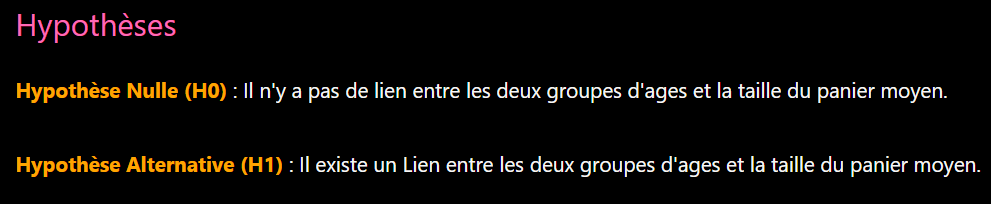 Hypothèses
Hypothèse Nulle (H0) : Il n'y a pas de lien entre les deux groupes d'ages et la taille du panier moyen.
Hypothèse Alternative (H1) : Il existe un Lien entre les deux groupes d'ages et la taille du panier moyen.